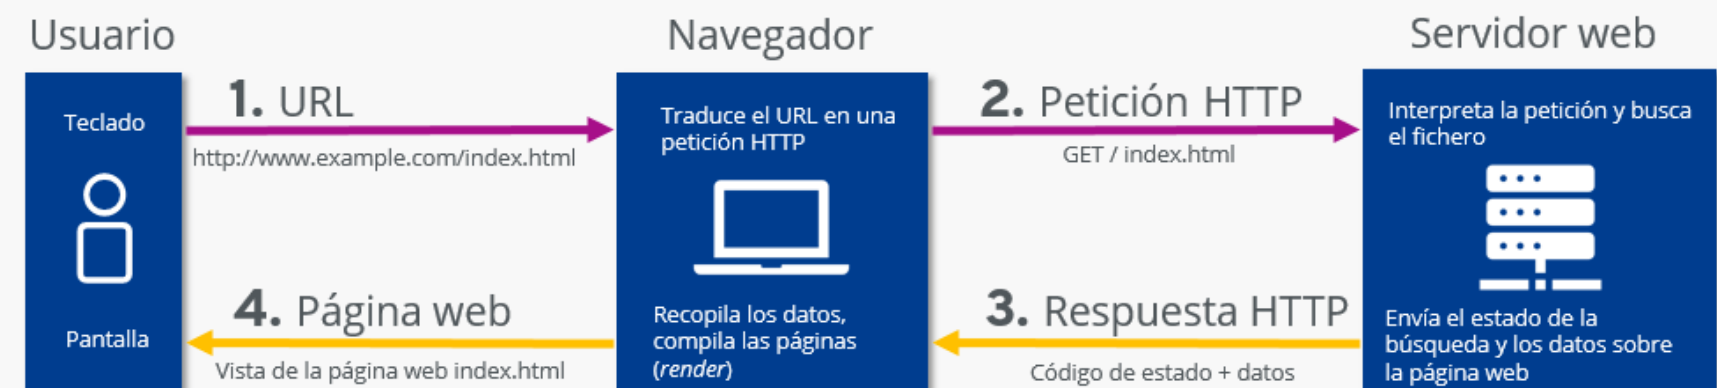 Usuario
Navegador
Servidor web
Teclado
1. URL
http://www.example.com/index.html
Traduce el URL en una
petición HTTP
2. Petición HTTP
GET / index.html
Interpreta la petición y busca
el fichero
Pantalla
4. Página web
Vista de la página web index.html
Recopila los datos,
compila las páginas
(render)
3. Respuesta HTTP
Código de estado + datos
Envía el estado de la
búsqueda y los datos sobre
la página web